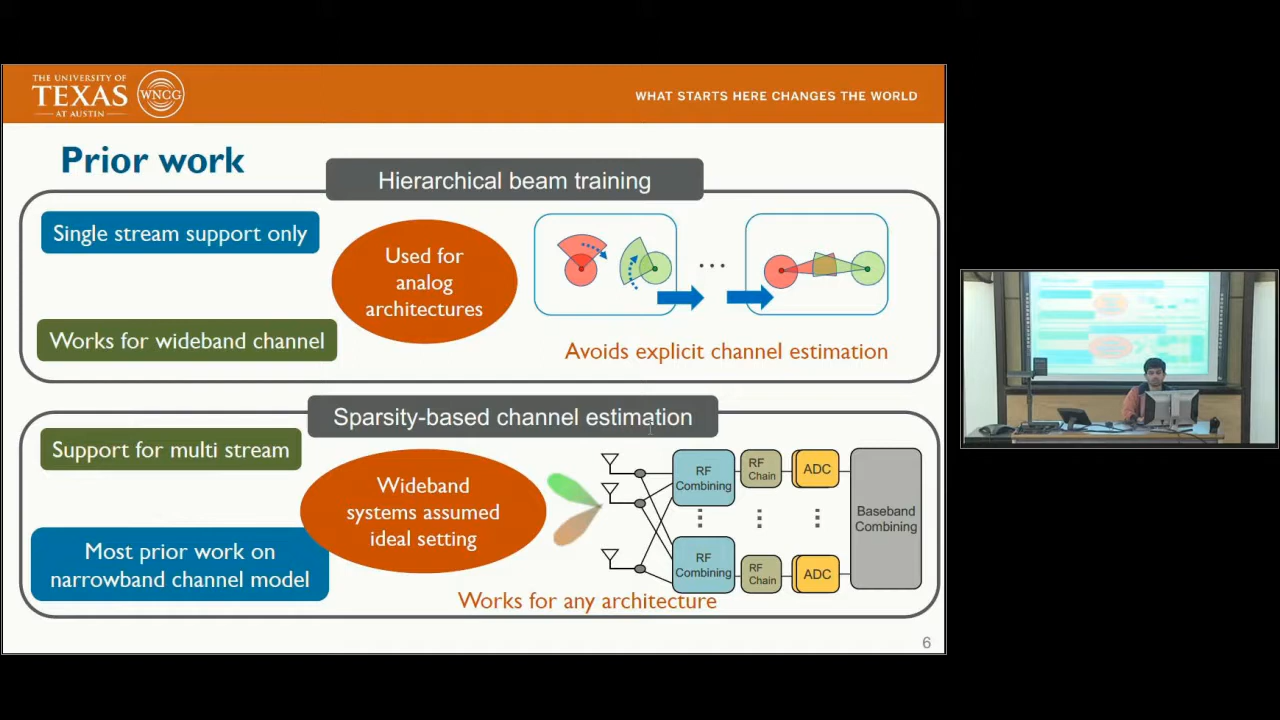 THE UNIVERSITY OF
TEXAS
AT AUSTIN
WNCG
WHAT STARTS HERE CHANGES THE WORLD
Prior work
Hierarchical beam training
Single stream support only
Used for
analog
architectures
...
Works for wideband channel
Avoids explicit channel estimation
Sparsity-based channel estimation
Support for multi stream
Wideband
systems assumed
ideal setting
Most prior work on
narrowband channel model
RF
Combining
RF
Chain
ADC
Baseband
Combining
RF
Combining
RF
Chain
ADC
Works for any architecture
6